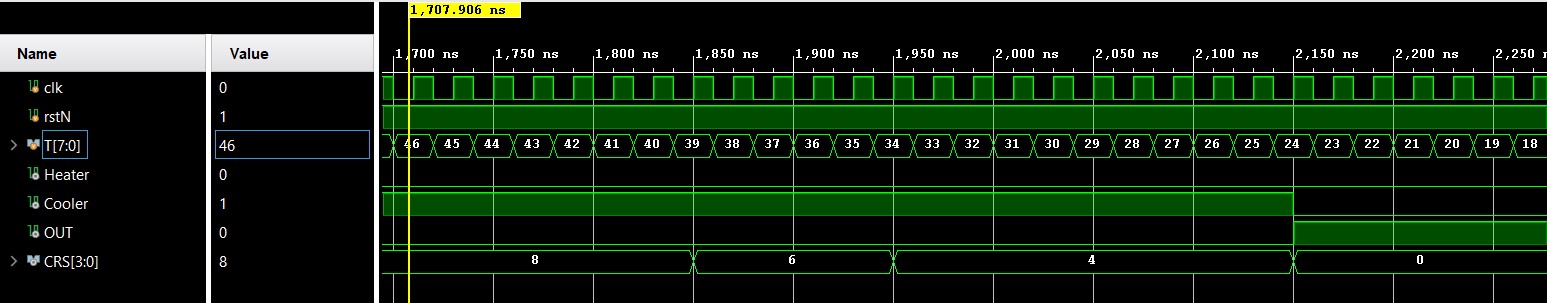 1,707.906 ns
Name Value 1,700 ns 1,750 ns 1,800 ns 1,850 ns 1,900 ns 1,950 ns 2,000 ns 2,050 ns 2,100 ns 2,150 ns 2,200 ns 2,250 ns
clk 0
rstN 1
T[7:0] 46 46 45 44 43 42 41 40 39 38 37 36 35 34 33 32 31 30 29 28 27 26 25 24 23 22 21 20 19 18
Heater 0
Cooler 1
OUT 0
CRS[3:0] 8 8 6 4 0